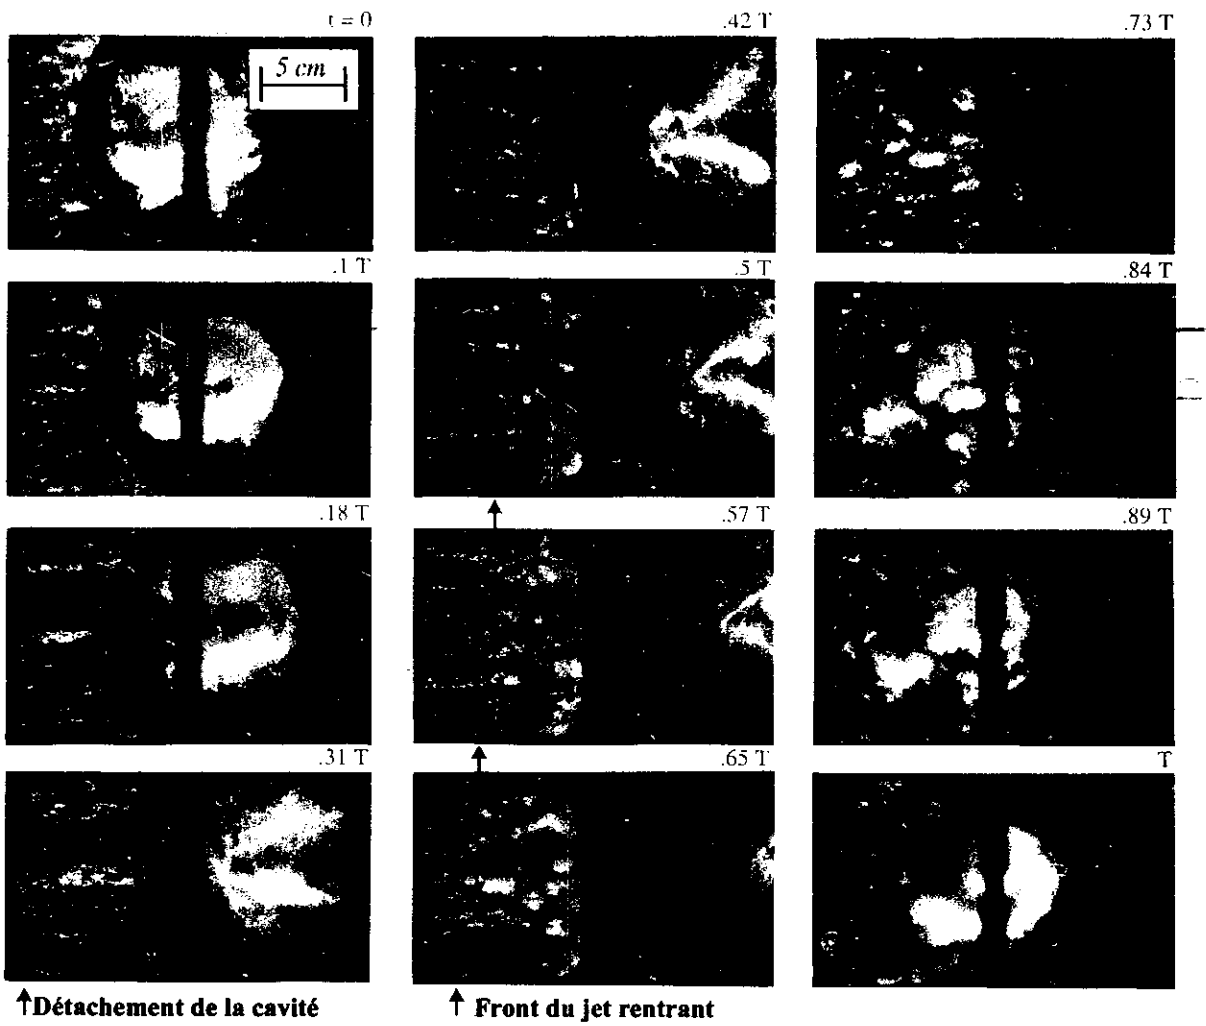 t = 0
.42 T
.73 T
5 cm
.1 T
.5 T
.84 T
.18 T
.57 T
.89 T
.31 T
.65 T
T
↑Détachement de la cavité
↑ Front du jet rentrant